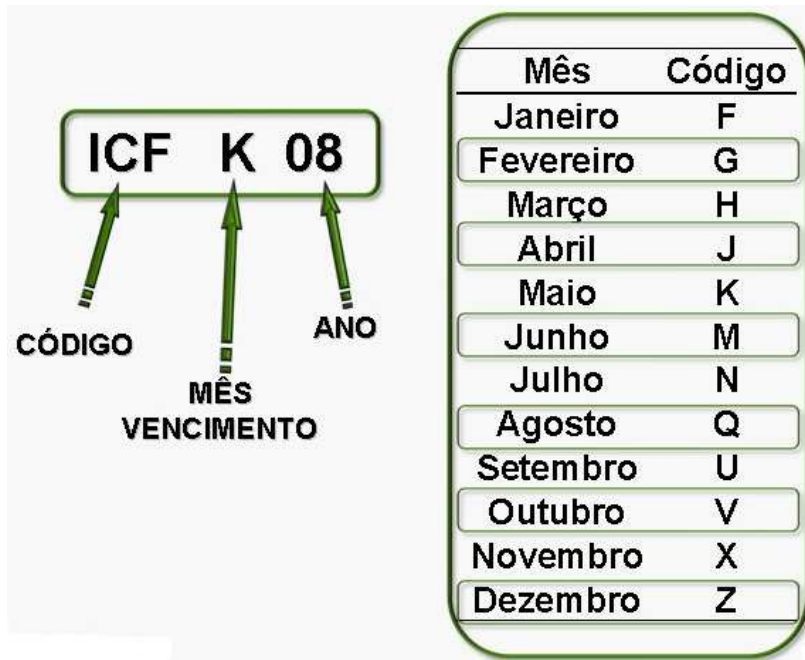 ICF K 08
CÓDIGO
MÊS
VENCIMENTO
ANO
Mês Código
Janeiro F
Fevereiro G
Março H
Abril J
Maio K
Junho M
Julho N
Agosto Q
Setembro U
Outubro V
Novembro X
Dezembro Z